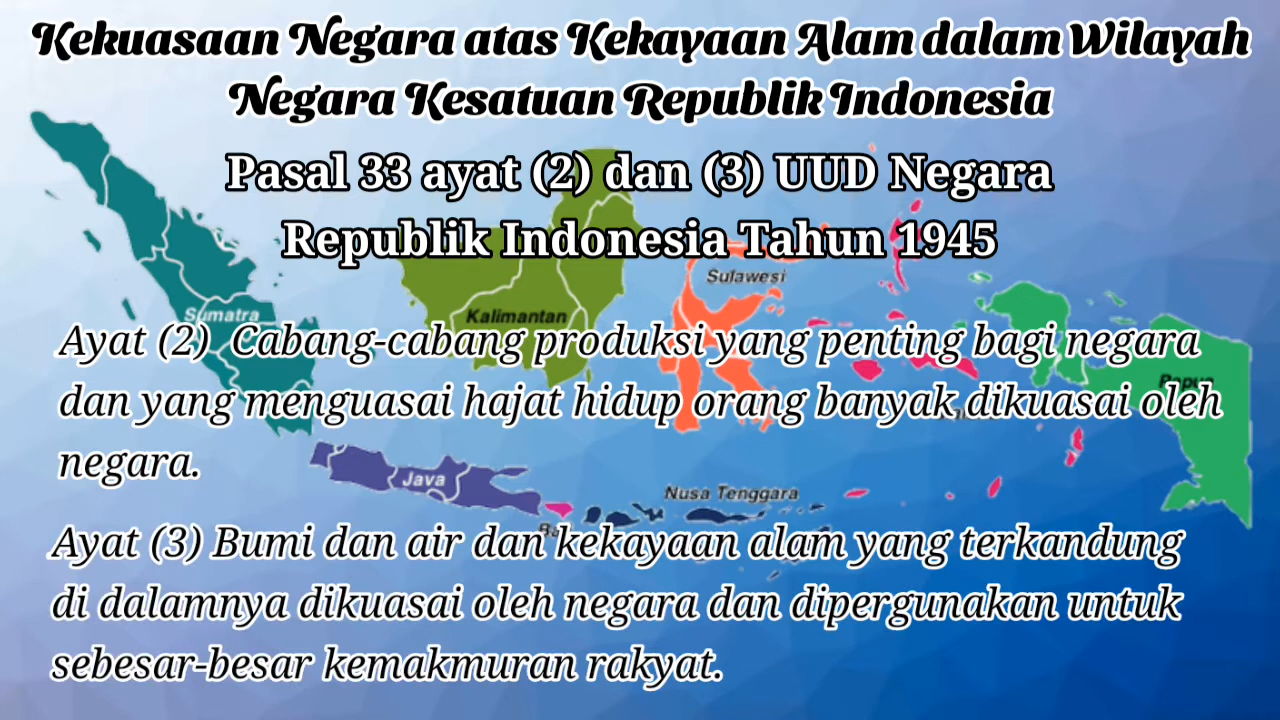 Kekuasaan Negara atas Kekayaan Alam dalam Wilayah
Negara Kesatuan Republik Indonesia
Pasal 33 ayat (2) dan (3) UUD Negara
Republik Indonesia Tahun 1945
Sulawesi
Sumatra
Kalimantan
Ayat (2) Cabang-cabang produksi yang penting bagi negara
Papua
dan yang menguasai hajat hidup orang banyak dikuasai oleh
negara.
Java
Nusa Tenggara
Ayat (3) Bumi dan air dan kekayaan alam yang terkandung
di dalamnya dikuasai oleh negara dan dipergunakan untuk
sebesar-besar kemakmuran rakyat.